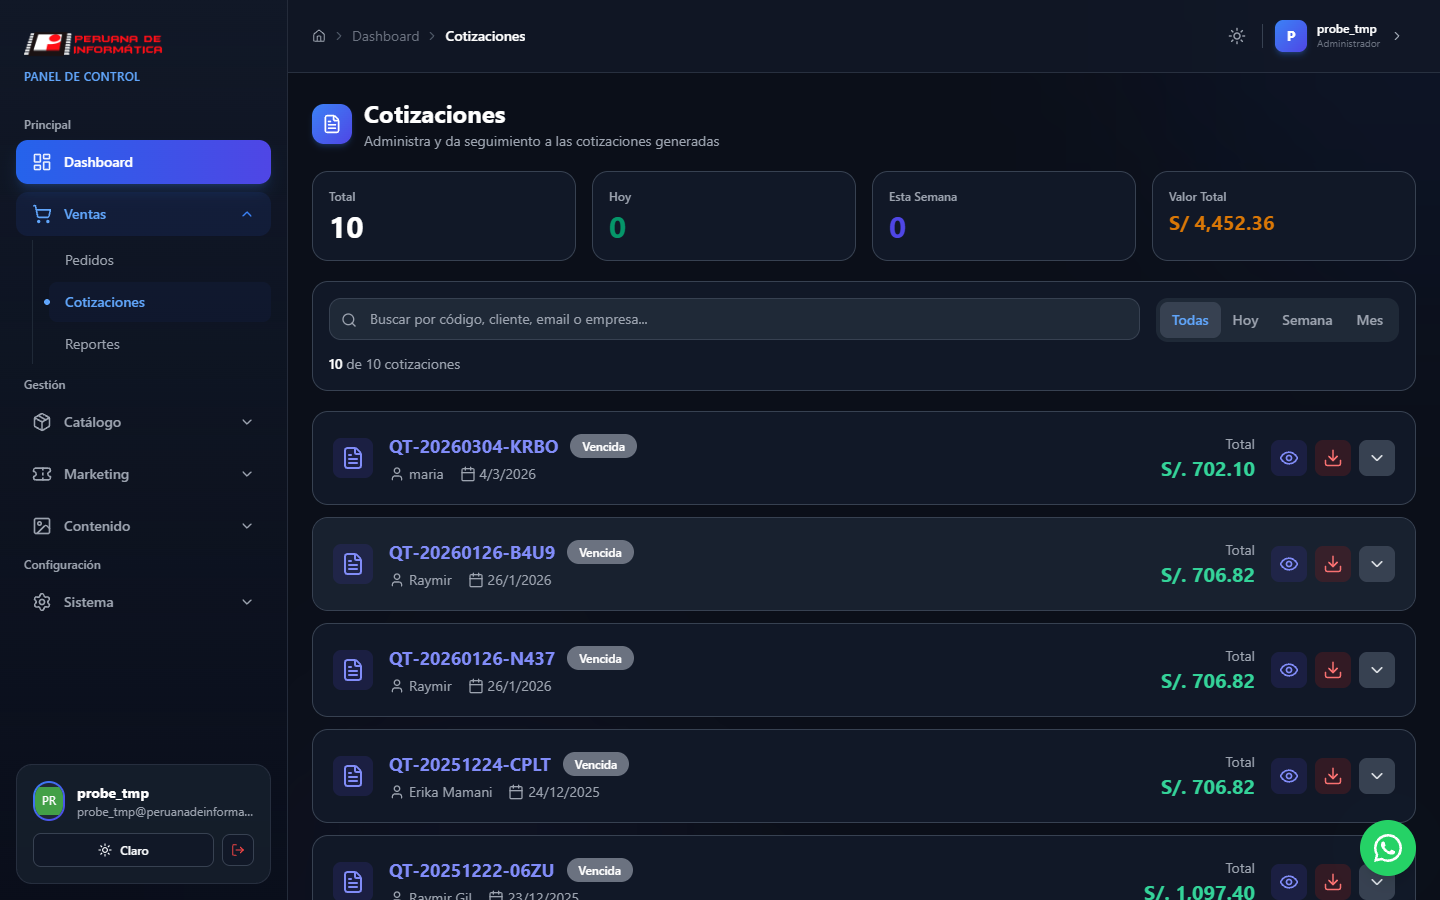 PERUANA DE
INFORMÁTICA
PANEL DE CONTROL
Principal
Dashboard
Ventas
Pedidos
Cotizaciones
Reportes
Gestión
Catálogo
Marketing
Contenido
Configuración
Sistema
PR
probe_tmp
probe_tmp@peruanadeinforma...
Claro
Dashboard
Cotizaciones
P
probe_tmp
Administrador
Cotizaciones
Administra y da seguimiento a las cotizaciones generadas
Total
10
Hoy
0
Esta Semana
0
Valor Total
S/ 4,452.36
Buscar por código, cliente, email o empresa...
Todas
Hoy
Semana
Mes
10 de 10 cotizaciones
QT-20260304-KRBO
Vencida
maria
4/3/2026
Total
S/. 702.10
QT-20260126-B4U9
Vencida
Raymir
26/1/2026
Total
S/. 706.82
QT-20260126-N437
Vencida
Raymir
26/1/2026
Total
S/. 706.82
QT-20251224-CPLT
Vencida
Erika Mamani
24/12/2025
Total
S/. 706.82
QT-20251222-06ZU
Vencida
Raymir Gil
23/12/2025
Total
S/. 1,097.40